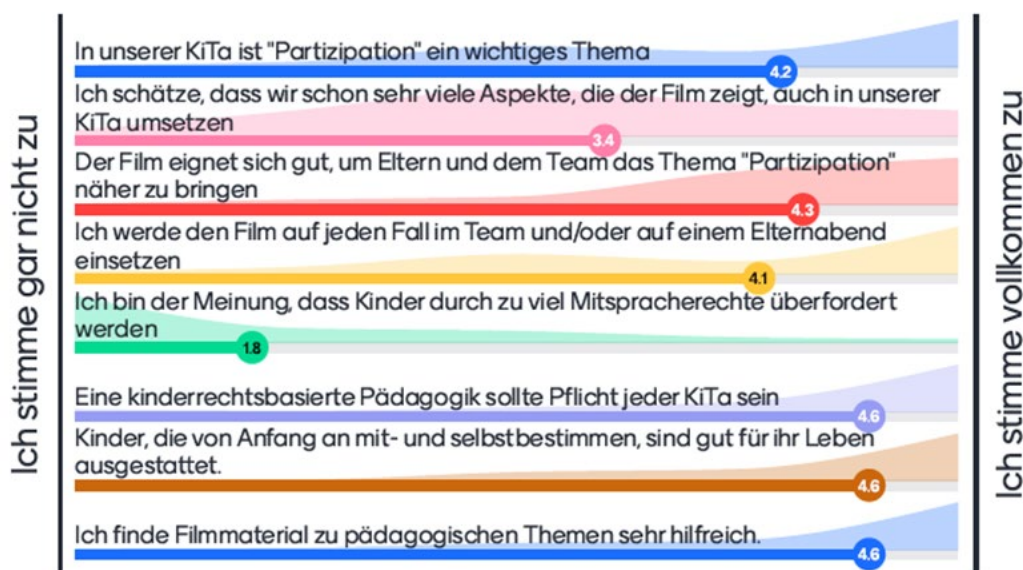 Ich stimme gar nicht zu
In unserer KiTa ist "Partizipation" ein wichtiges Thema
4.2
Ich schätze, dass wir schon sehr viele Aspekte, die der Film zeigt, auch in unserer
KiTa umsetzen
3.4
Der Film eignet sich gut, um Eltern und dem Team das Thema "Partizipation"
näher zu bringen
4.3
Ich werde den Film auf jeden Fall im Team und/oder auf einem Elternabend
einsetzen
4.1
Ich bin der Meinung, dass Kinder durch zu viel Mitspracherechte überfordert
werden
1.8
Eine kinderrechtsbasierte Pädagogik sollte Pflicht jeder KiTa sein
4.6
Kinder, die von Anfang an mit- und selbstbestimmen, sind gut für ihr Leben
ausgestattet.
4.6
Ich finde Filmmaterial zu pädagogischen Themen sehr hilfreich.
4.6
Ich stimme vollkommen zu